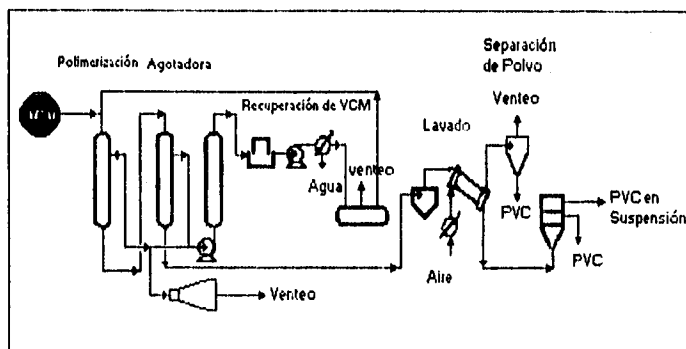 Separación
de Polvo
Polimerización Agotadora
Venteo
Recuperación de VCM
Lavado
Agua
venteo
PVC en
Suspensión
PVC
PVC
Aire
Venteo